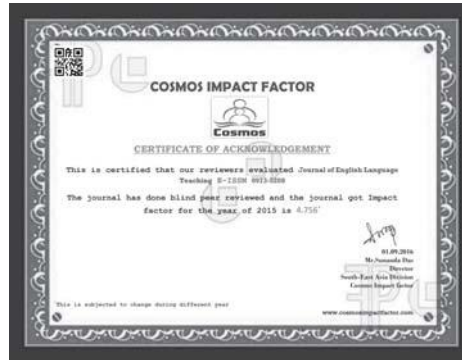 COSMOS IMPACT FACTOR
Cosmos
CERTIFICATE OF ACKNOWLEDGEMENT
This is certified that our reviewers evaluated Journal of English Language
Teaching E-ISSN
The journal has done blind peer reviewed and the journal got Impact
factor for the year of 2015 is 4.756
01.09.2016
Director
South-East Asia Division
Cosmos Impact factor
This is subjected to change during different year
www.cosmosimpactfactor.com